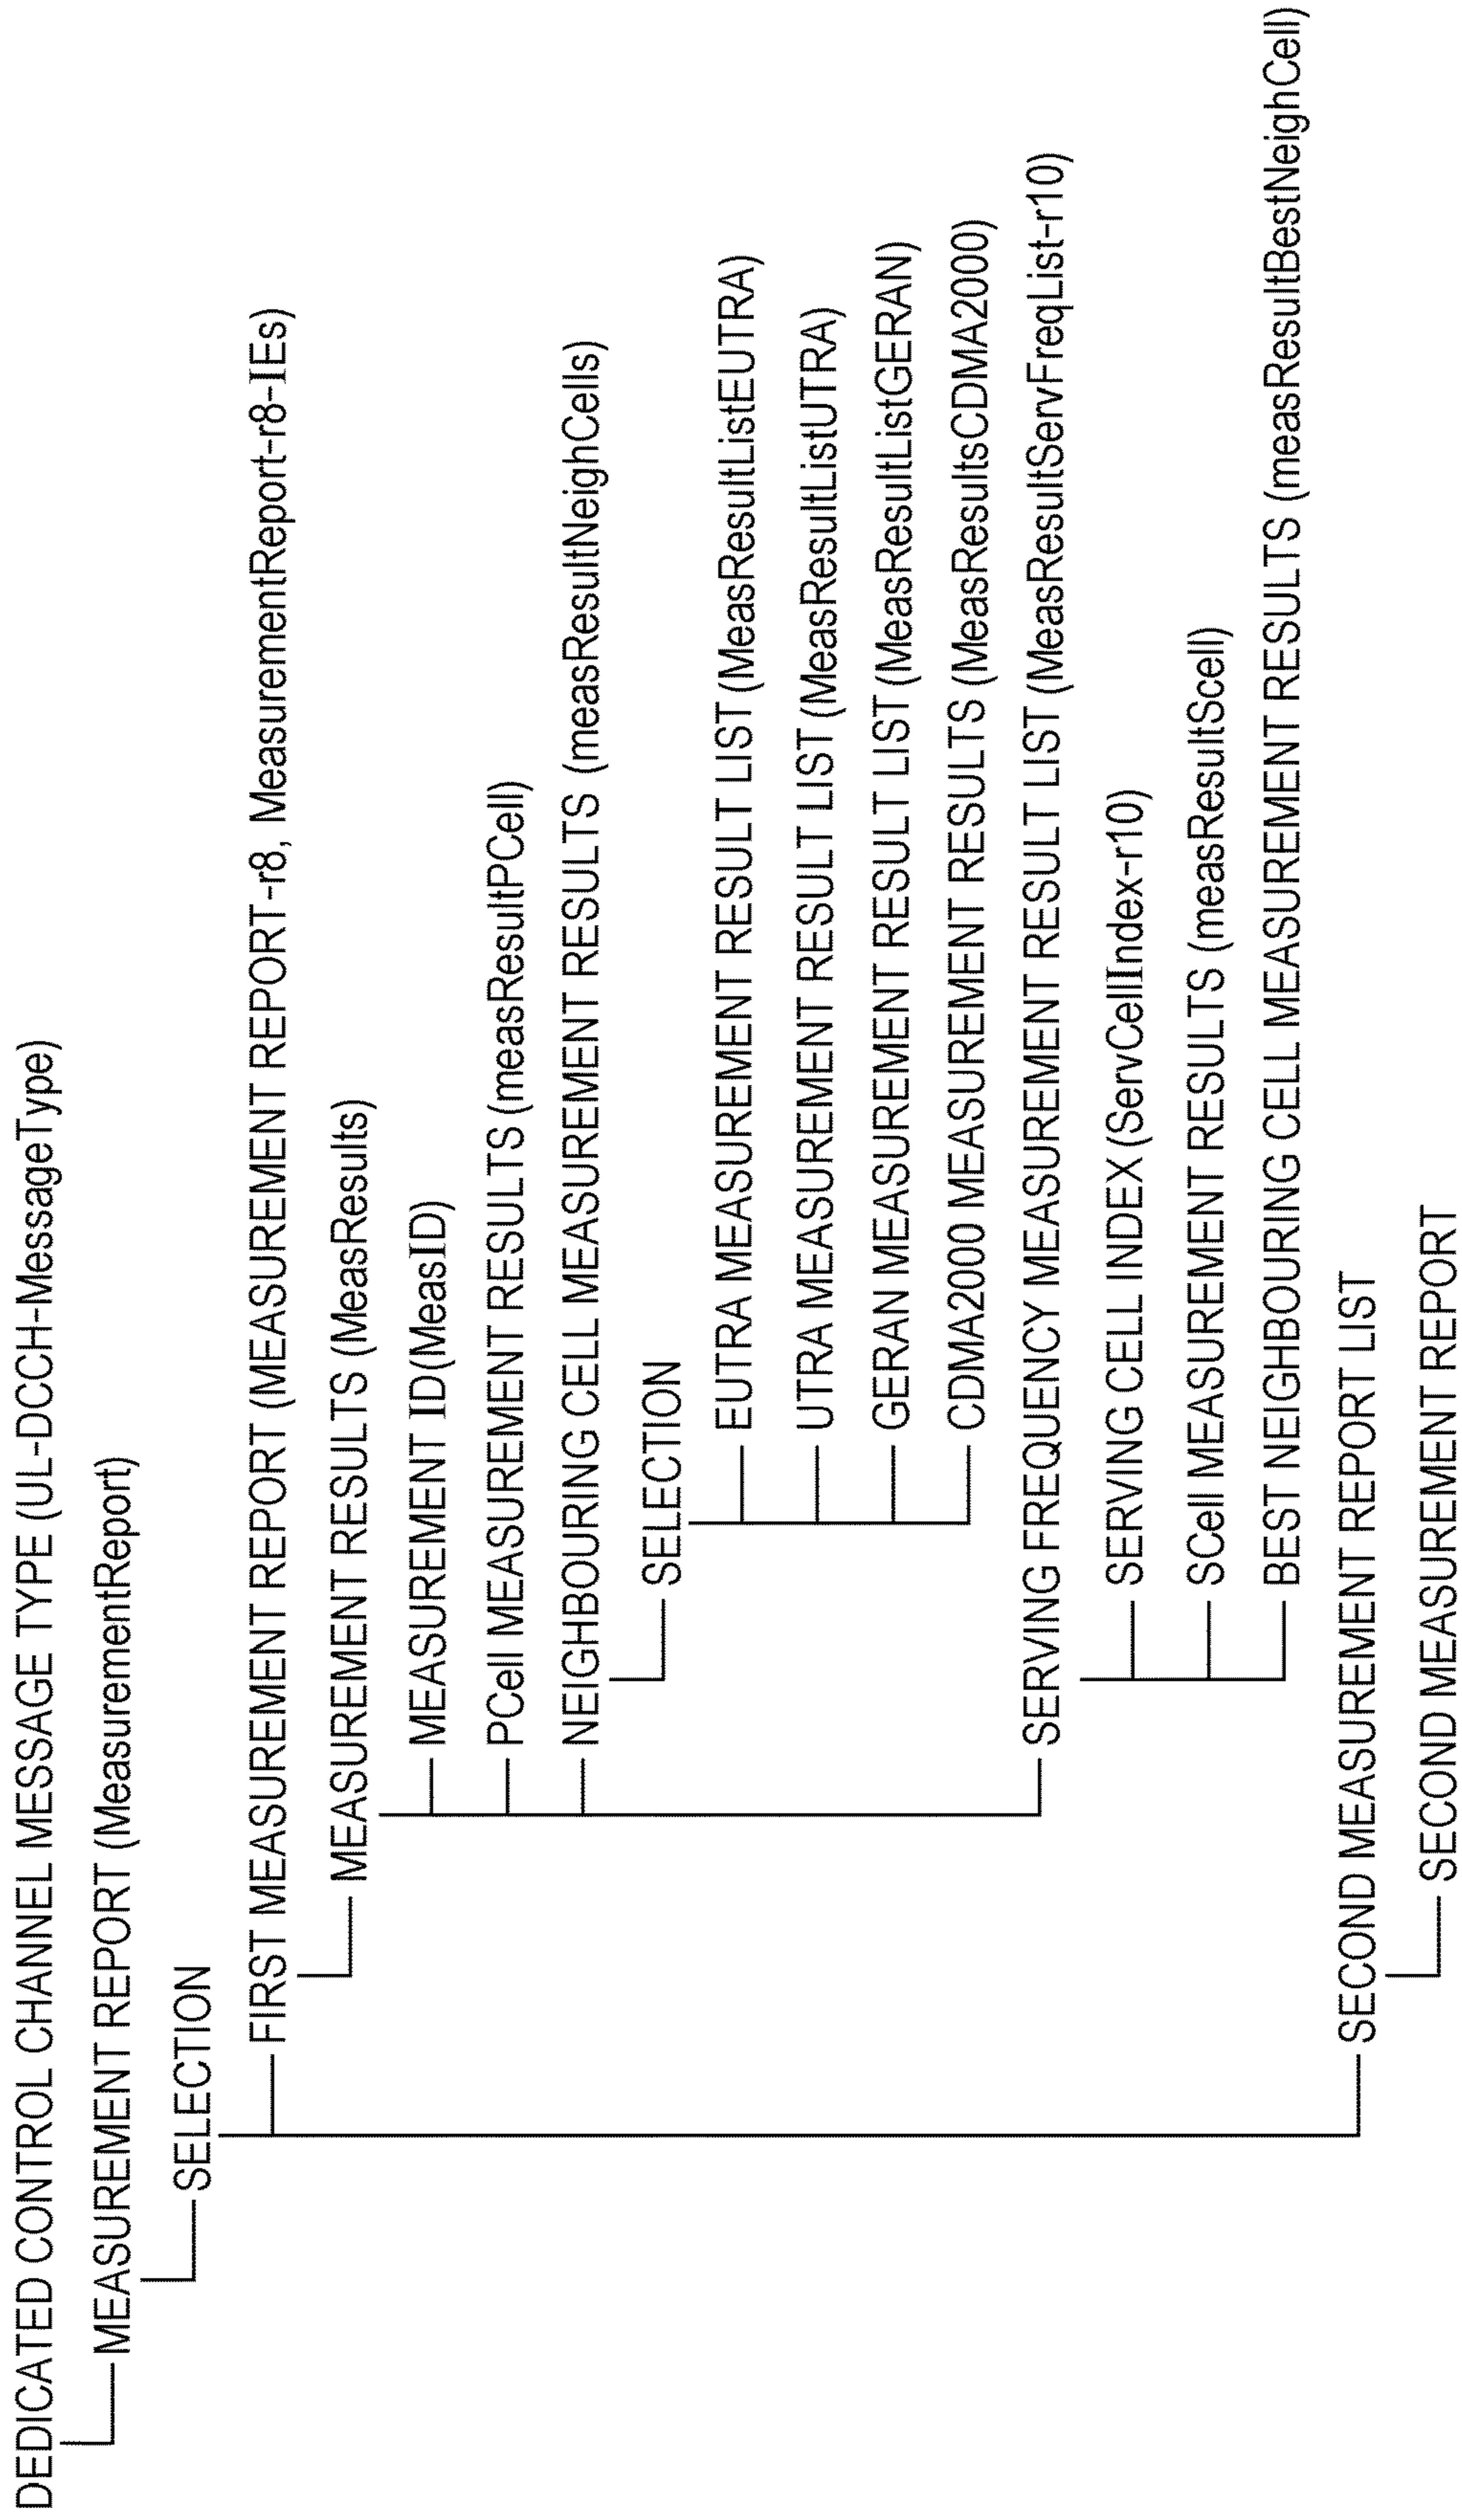 DEDICATED CONTROL CHANNEL MESSAGE TYPE (UL-DCCH-MessageType)
MEASUREMENT REPORT (MeasurementReport)
SELECTION
FIRST MEASUREMENT REPORT (MEASUREMENT REPORT-r8, MeasurementReport-r8-IEs)
MEASUREMENT RESULTS (MeasResults)
MEASUREMENT ID(MeasID)
PCell MEASUREMENT RESULTS (measResultPCell)
NEIGHBOURING CELL MEASUREMENT RESULTS (measResultNeighCells)
SELECTION
EUTRA MEASUREMENT RESULT LIST (MeasResultListEUTRA)
UTRA MEASUREMENT RESULT LIST (MeasResultListUTRA)
GERAN MEASUREMENT RESULT LIST (MeasResultListGERAN)
CDMA2000 MEASUREMENT RESULTS (MeasResultsCDMA2000)
SERVING FREQUENCY MEASUREMENT RESULT LIST (MeasResultServFreqList-r10)
SERVING CELL INDEX (ServCellIndex-r10)
SCell MEASUREMENT RESULTS (measResultScell)
BEST NEIGHBOURING CELL MEASUREMENT RESULTS (measResultBestNeighCell)
SECOND MEASUREMENT REPORT LIST
SECOND MEASUREMENT REPORT